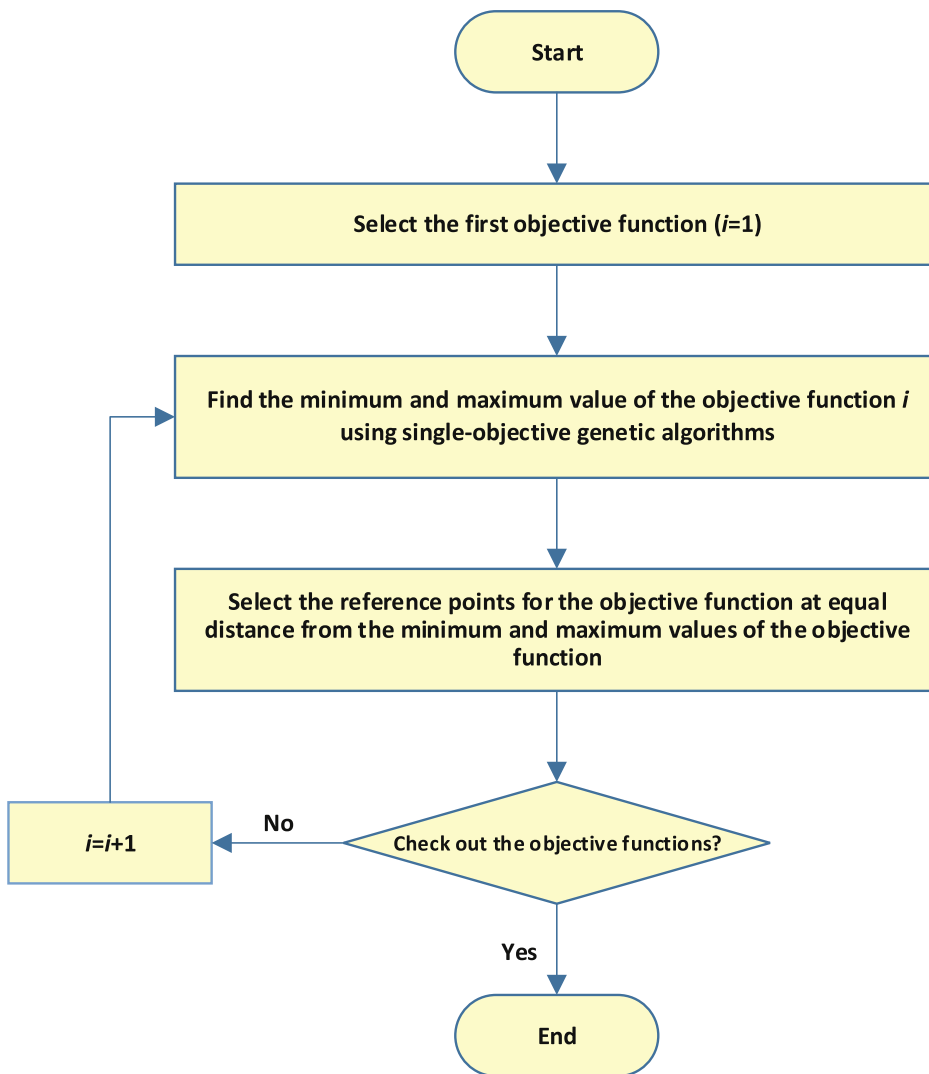 Start
Select the first objective function (i=1)
Find the minimum and maximum value of the objective function i
using single-objective genetic algorithms
Select the reference points for the objective function at equal
distance from the minimum and maximum values of the objective
function
Check out the objective functions?
No
i=i+1
Yes
End